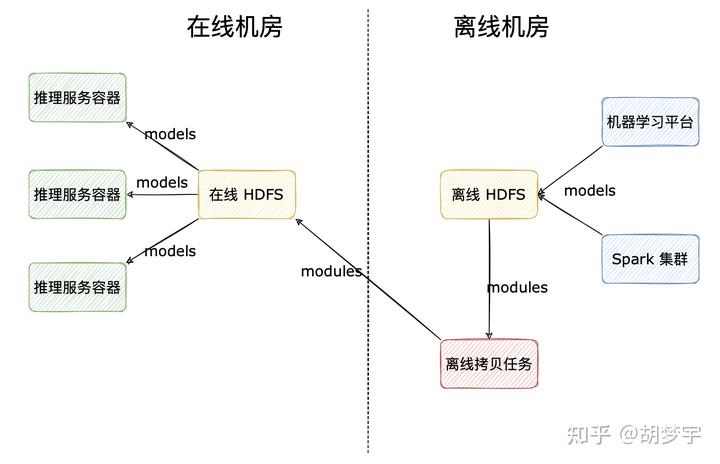 在线机房
离线机房
推理服务容器
机器学习平台
models
models
models
推理服务容器
在线 HDFS
离线 HDFS
models
Spark 集群
推理服务容器
modules
modules
离线拷贝任务
知乎 @胡梦宇